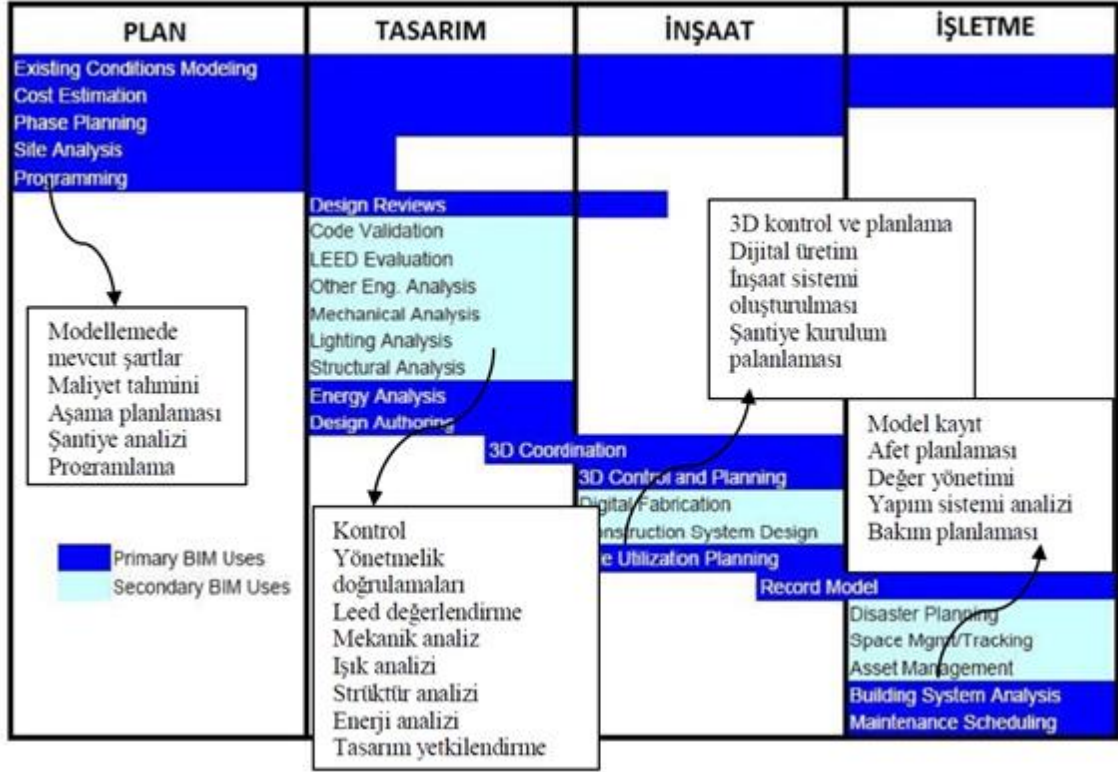 PLAN
TASARIM
İNŞAAT
İŞLETME
Existing Conditions Modeling
Cost Estimation
Phase Planning
Site Analysis
Programming
Design Reviews
Code Validation
LEED Evaluation
Other Eng. Analysis
Mechanical Analysis
Lighting Analysis
Structural Analysis
Energy Analysis
Design Authoring
3D Coordination
3D Control and Planning
Digital Fabrication
onstruction System Design
e Utilization Planning
Record Model
Disaster Planning
Space Mgmt/Tracking
Asset Management
Building System Analysis
Maintenance Scheduling
Modellemede
mevcut şartlar
Maliyet tahmini
Aşama planlaması
Şantiye analizi
Programlama
Kontrol
Yönetmelik
doğrulamaları
Leed değerlendirme
Mekanik analiz
Işık analizi
Strüktür analizi
Enerji analizi
Tasarım yetkilendirme
3D kontrol ve planlama
Dijital üretim
İnşaat sistemi
oluşturulması
Şantiye kurulum
palanlaması
Model kayıt
Afet planlaması
Değer yönetimi
Yapım sistemi analizi
Bakım planlaması
Primary BIM Uses
Secondary BIM Uses